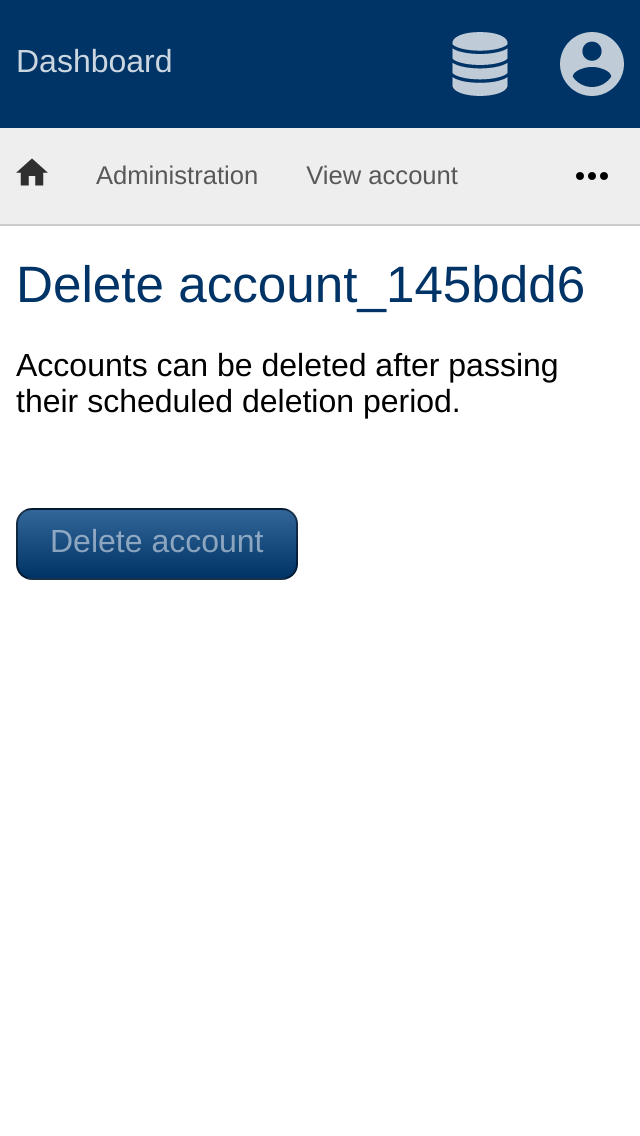 Dashboard
Administration
View account
Delete account_145bdd6
Accounts can be deleted after passing
their scheduled deletion period.
Delete account